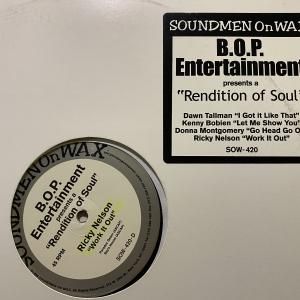 SOUNDMEN On WAX
B.O.P.
Entertainment
presents a
"Rendition of Soul"
Dawn Tallman "I Got it Like That"
Kenny Bobien "Let Me Show You"
Donna Montgomery "Go Head Go
Ricky Nelson "Work It Out"
SOW-420
SOUNDMEN On WAX
B.O.P.
Entertainment
presents a
"Rendition of Soul"
45 RPM
Ricky Nelson
"Work It Out"
SOW-420-D